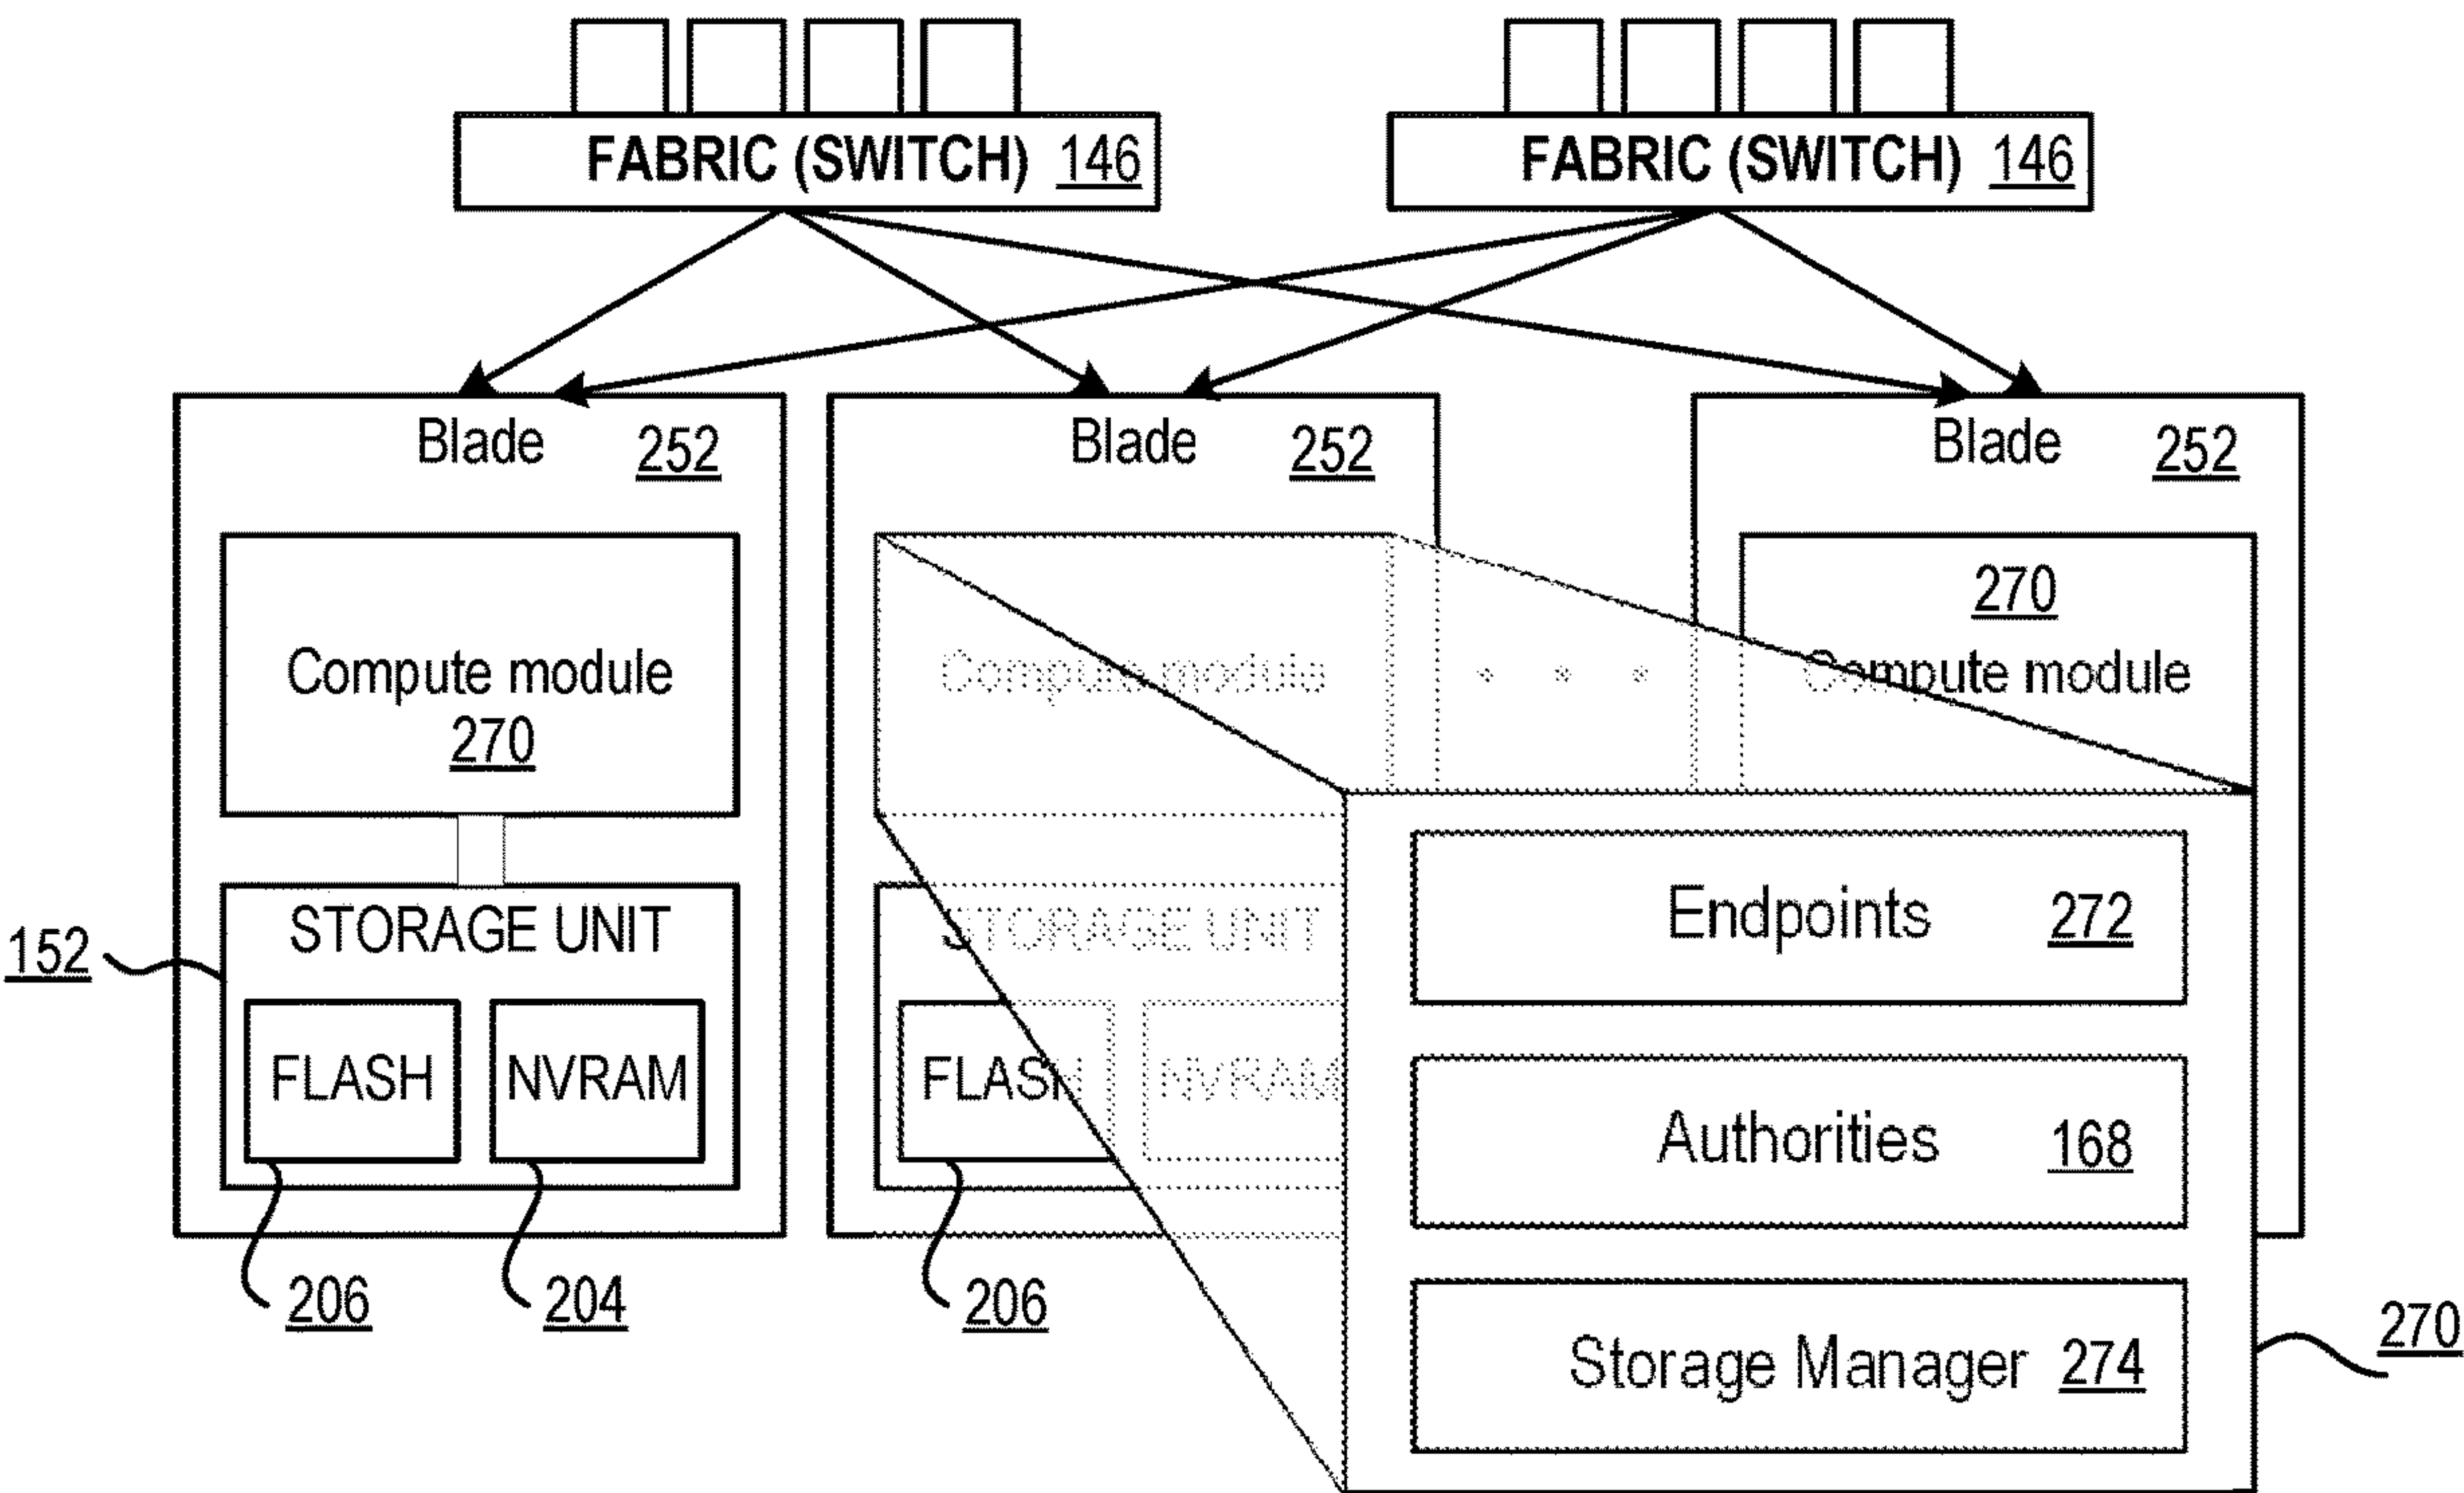 FABRIC (SWITCH) 146
FABRIC (SWITCH) 146
Blade 252
Blade 252
Blade 252
Compute module
270
Compute module
270
Compute module
STORAGE UNIT
152
FLASH
NVRAM
206
204
STORAGE UNIT
FLASH
NVRAM
206
Endpoints 272
Authorities 168
Storage Manager 274
270